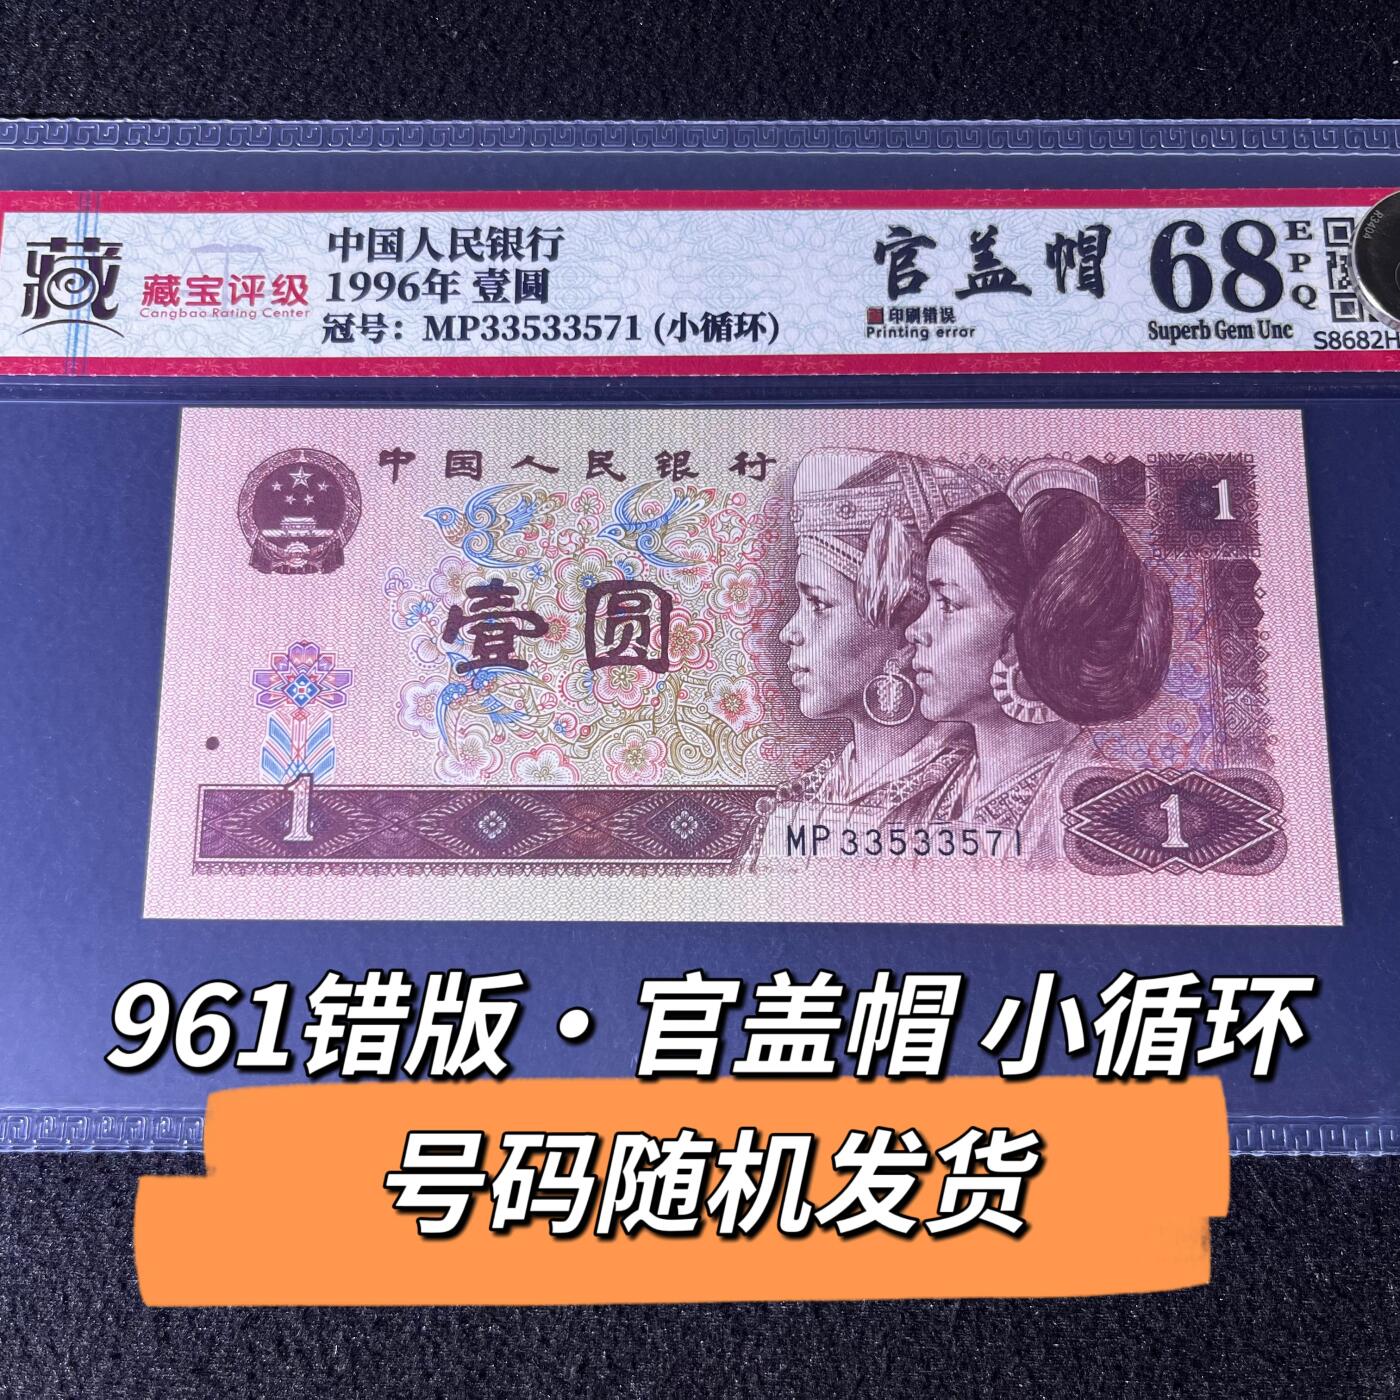 藏
藏宝评级
Cangbao Rating Center
中国人民银行
1996年 壹圆
冠号：MP33533571 (小循环)
官盖帽
印刷错误
Printing error
68
EPQ
Superb Gem Unc
S8682H
R3A0A
中国人民银行
1
壹圆
1
MP33533571
1
961错版·官盖帽 小循环
号码随机发货